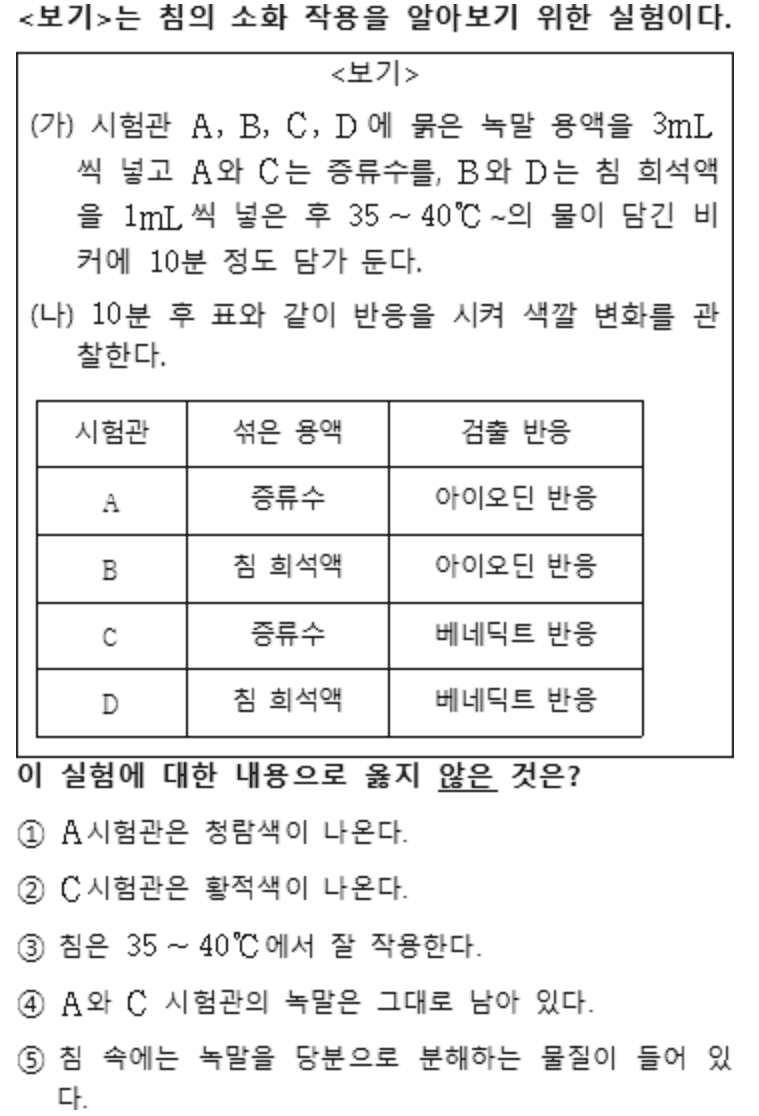 <보기>는 침의 소화 작용을 알아보기 위한 실험이다.
<보기>
(가) 시험관 A, B, C, D에 묽은 녹말 용액을 3mL
씩 넣고 A와 C는 증류수를, B와 D는 침 희석액
을 1mL씩 넣은 후 35 ~ 40℃ ~의 물이 담긴 비
커에 10분 정도 담가 둔다.
(나) 10분 후 표와 같이 반응을 시켜 색깔 변화를 관
찰한다.
시험관 섞은 용액 검출 반응
A 증류수 아이오딘 반응
B 침 희석액 아이오딘 반응
C 증류수 베네딕트 반응
D 침 희석액 베네딕트 반응
이 실험에 대한 내용으로 옳지 않은 것은?
① A시험관은 청람색이 나온다.
② C시험관은 황적색이 나온다.
③ 침은 35 ~ 40℃에서 잘 작용한다.
④ A와 C 시험관의 녹말은 그대로 남아 있다.
⑤ 침 속에는 녹말을 당분으로 분해하는 물질이 들어 있
다.